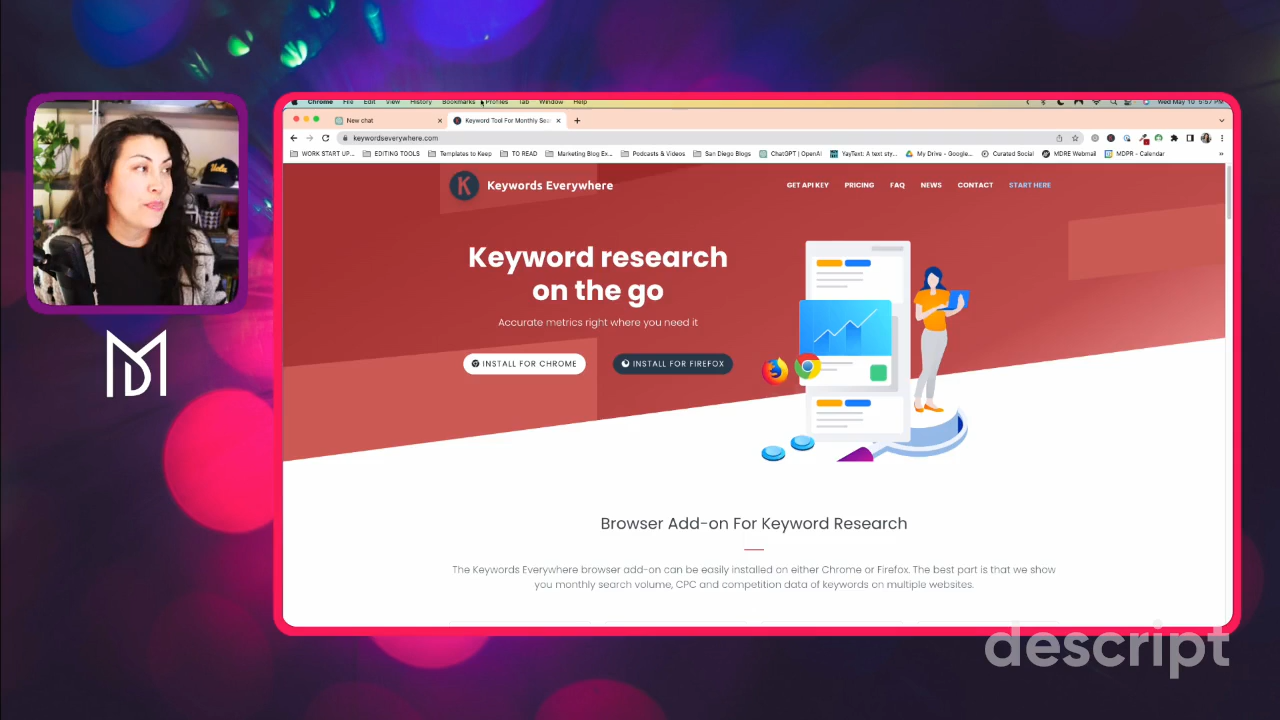 Chrome File Edit View History Bookmarks Profiles Tab Window Help
Wed May 10 5:57 PM
New chat
Keyword Tool For Monthly Sea
keywordseverywhere.com
WORK START UP... EDITING TOOLS Templates to Keep TO READ Marketing Blog Ex... Podcasts & Videos San Diego Blogs ChatGPT | OpenAI YayText: A text sty... My Drive - Google... Curated Social MDRE Webmail MDPR - Calendar
K Keywords Everywhere
GET API KEY PRICING FAQ NEWS CONTACT START HERE
Keyword research
on the go
Accurate metrics right where you need it
INSTALL FOR CHROME INSTALL FOR FIREFOX
Browser Add-on For Keyword Research
The Keywords Everywhere browser add-on can be easily installed on either Chrome or Firefox. The best part is that we show
you monthly search volume, CPC and competition data of keywords on multiple websites.
descript